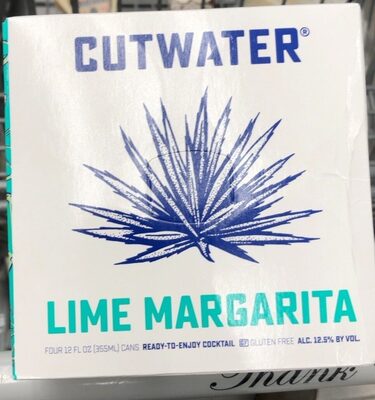 CUTWATER®
LIME MARGARITA
FOUR 12 FL OZ (355ML) CANS READY-TO-ENJOY COCKTAIL GF GLUTEN FREE ALC. 12.5% BY VOL.
Thank